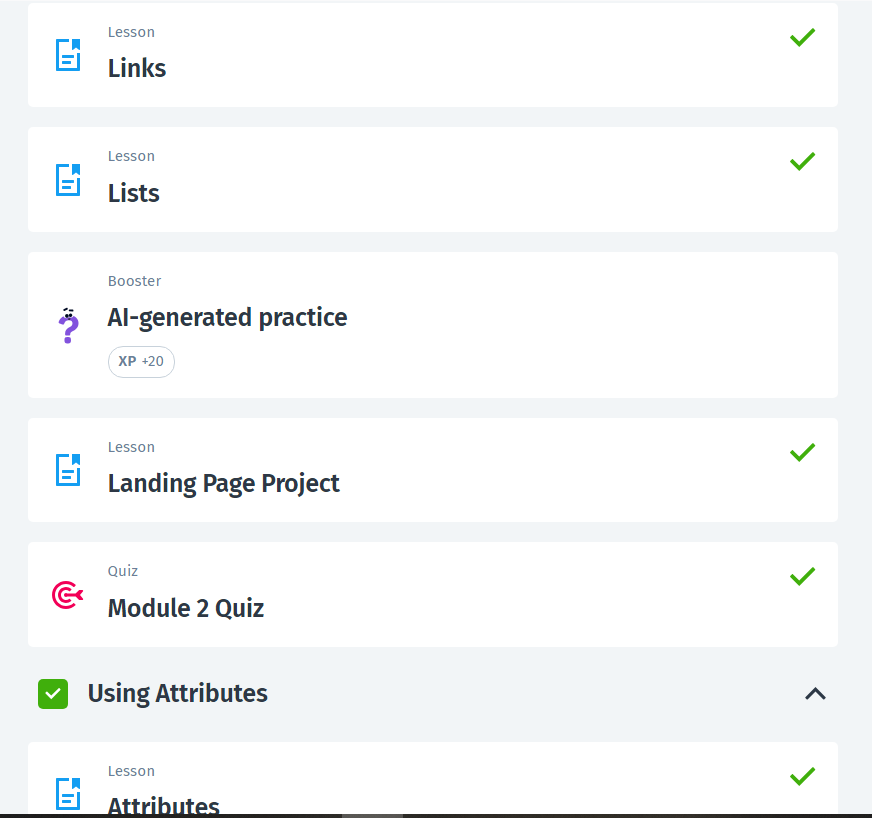 Lesson
Links
Lesson
Lists
Booster
AI-generated practice
XP +20
Lesson
Landing Page Project
Quiz
Module 2 Quiz
Using Attributes
Lesson
Attributes